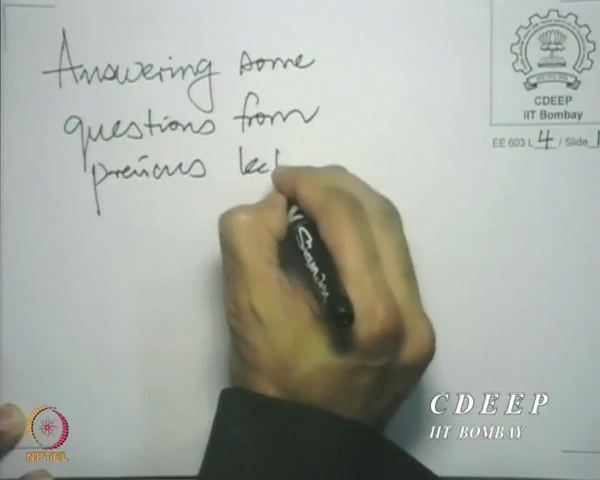 Answering some
questions from
previous lect
CDEEP
IIT Bombay
EE 603 L 4 / Slide 1
CDEEP
IIT BOMBAY
NPTEL